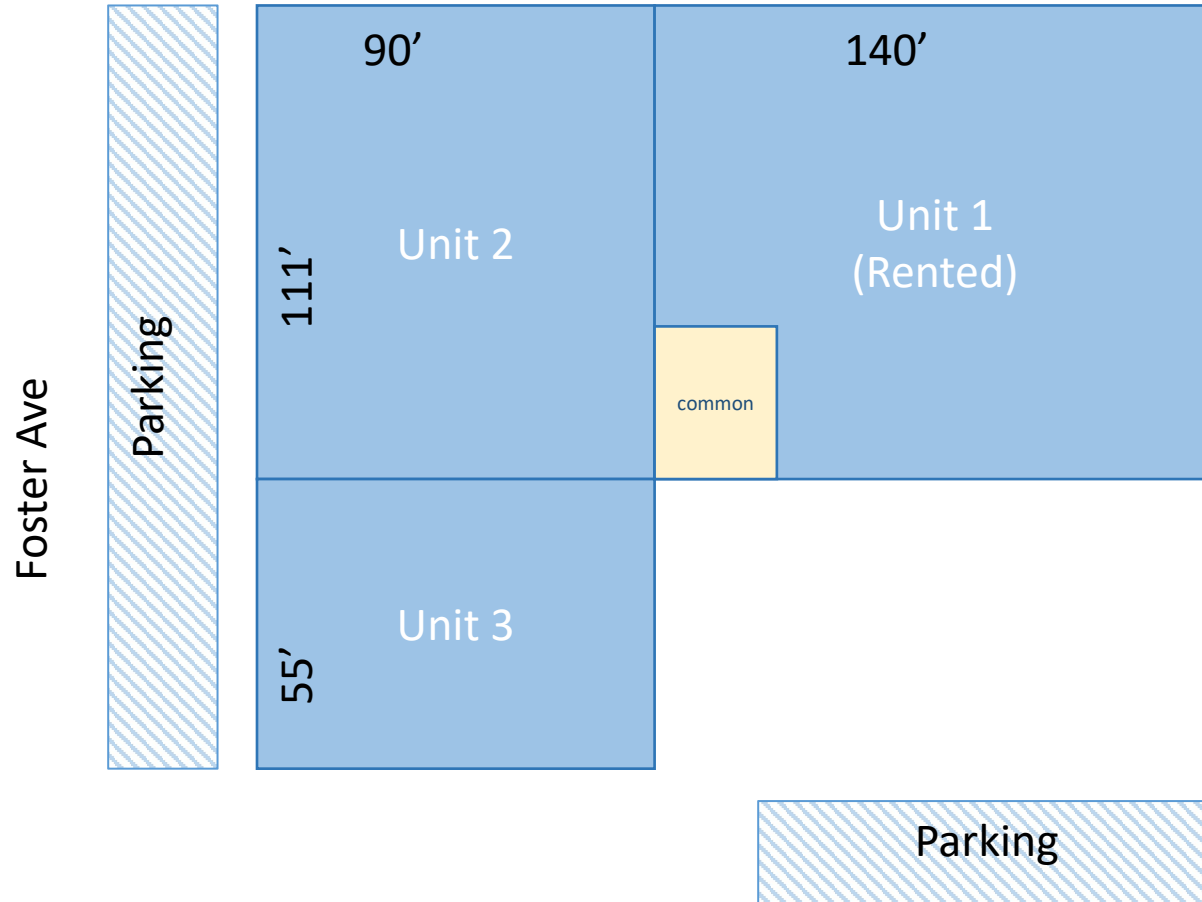 90’
140’
Unit 2
Unit 1
(Rented)
111’
Parking
common
Foster Ave
Unit 3
55’
Parking